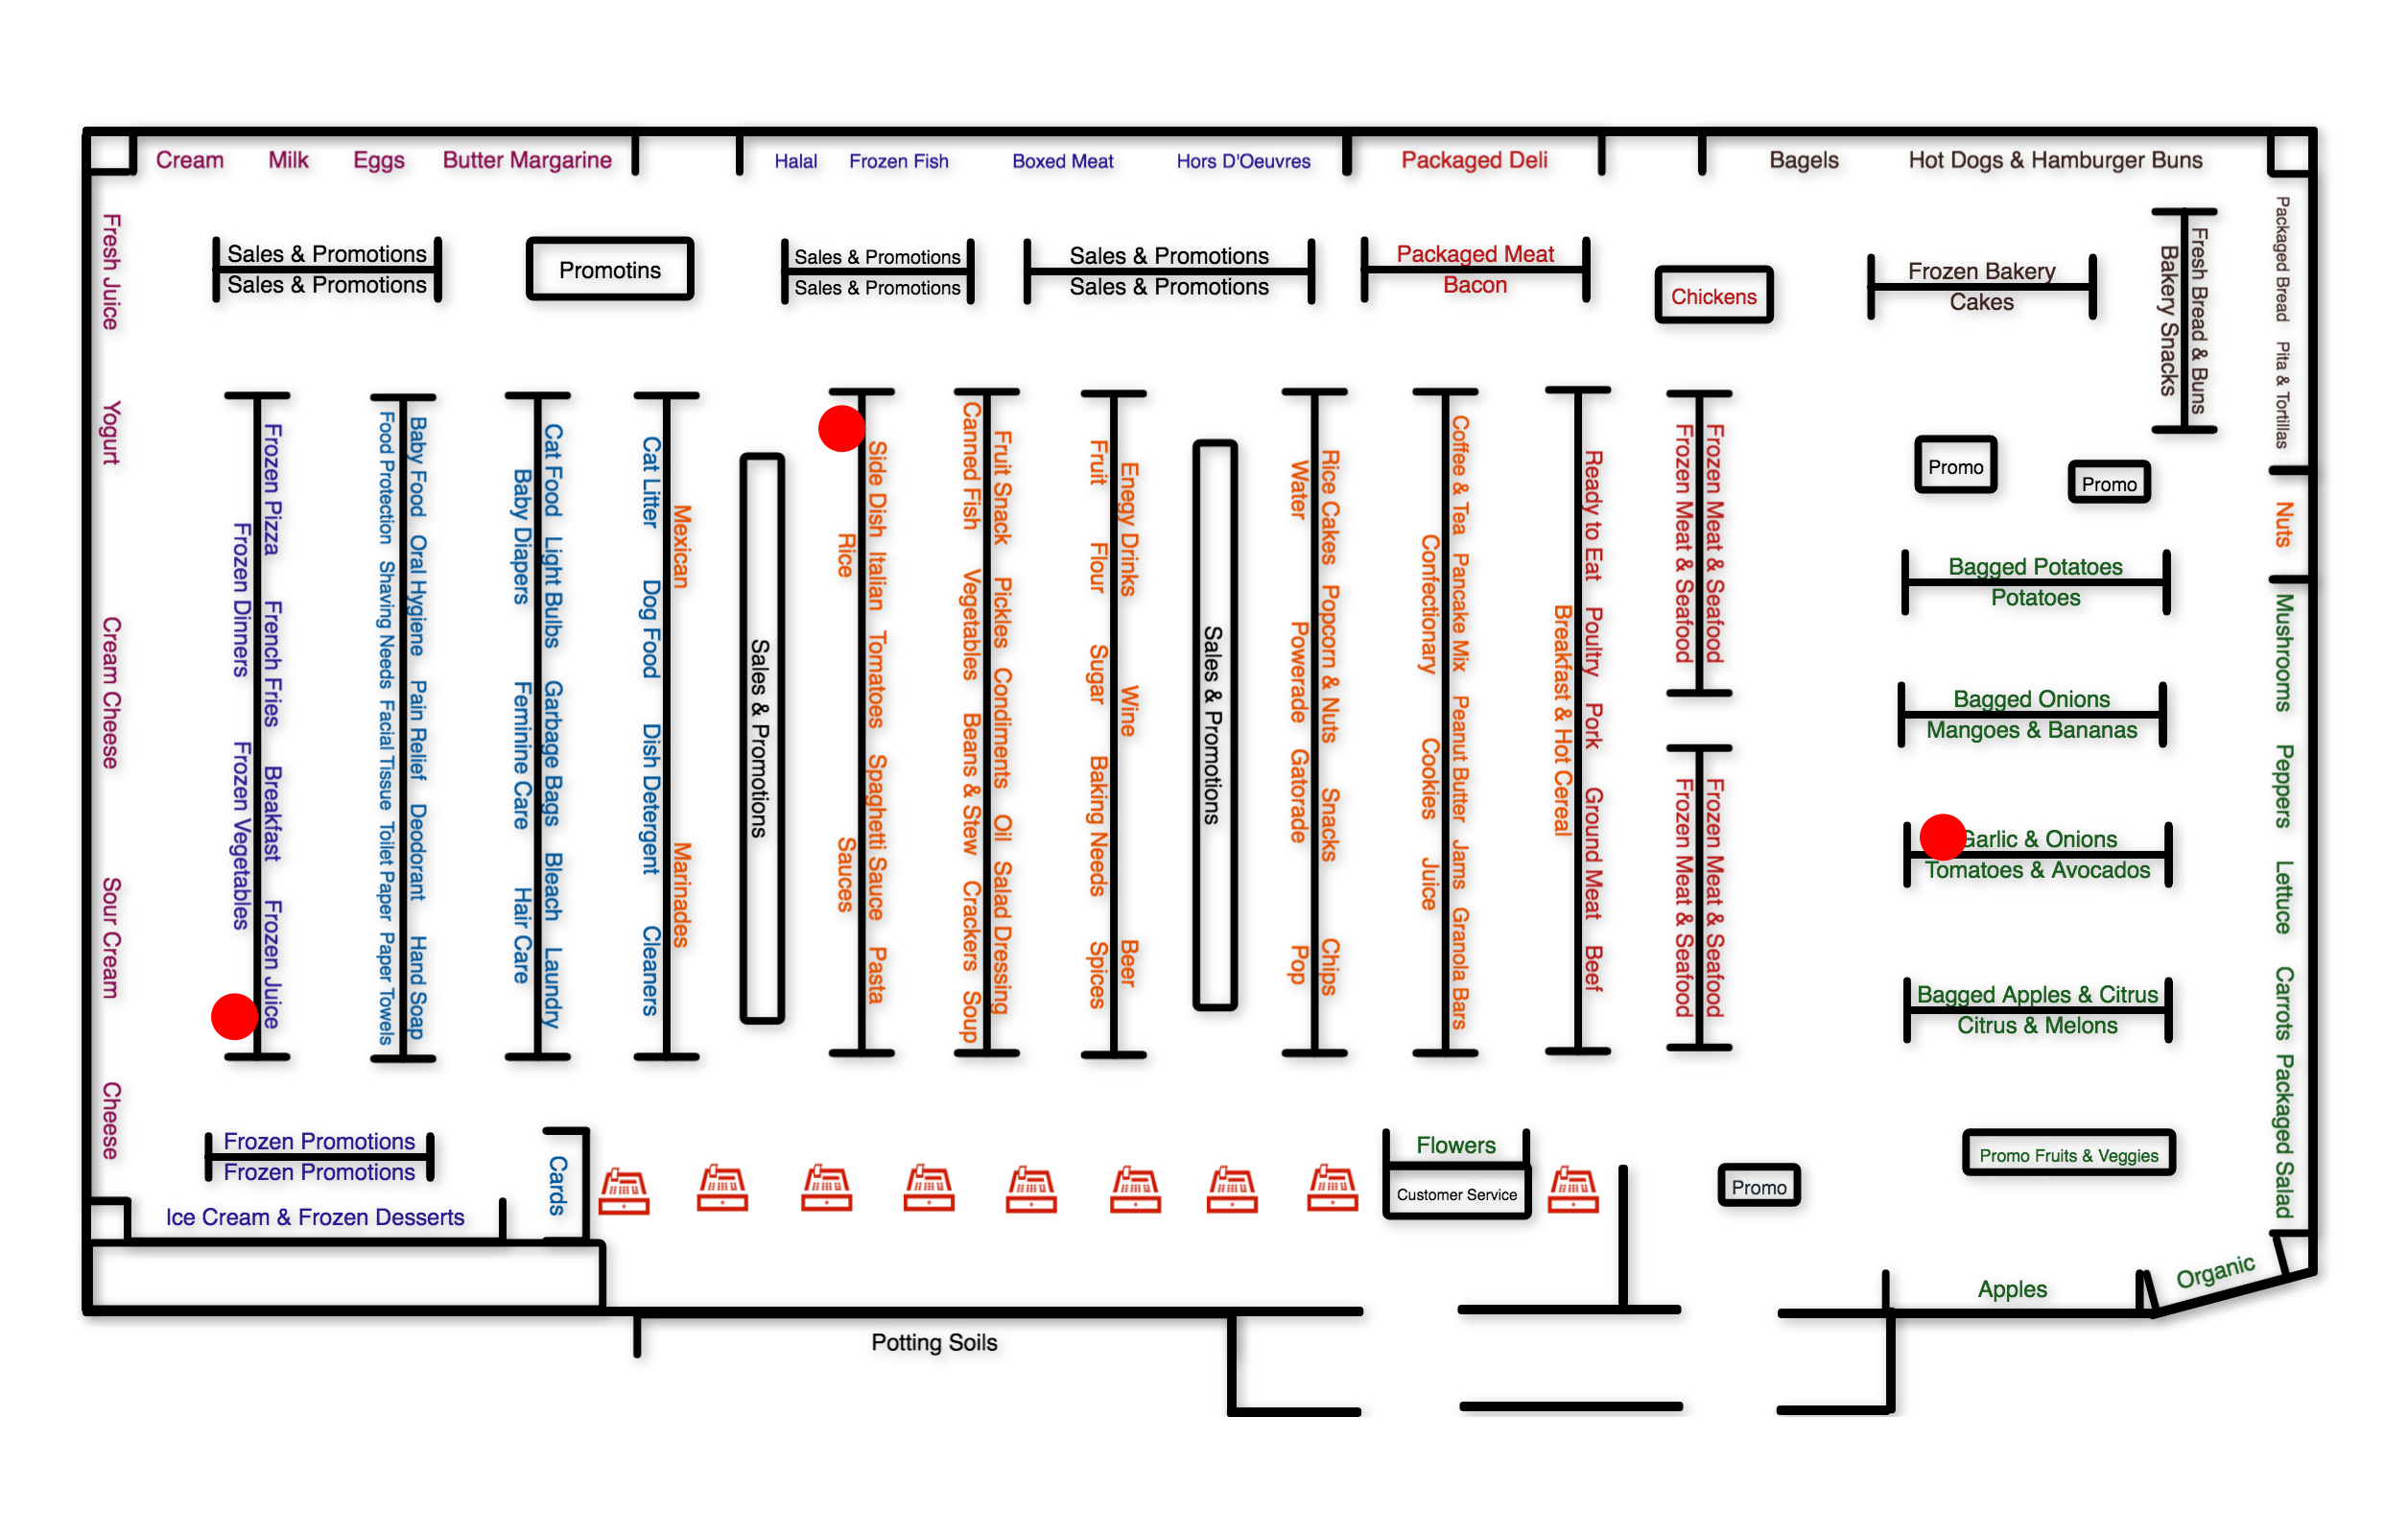 Cream Milk Eggs Butter Margarine
Halal Frozen Fish Boxed Meat Hors D'Oeuvres
Packaged Deli
Bagels Hot Dogs & Hamburger Buns
Fresh Juice
Yogurt
Cream Cheese
Sour Cream
Cheese
Sales & Promotions
Sales & Promotions
Promotins
Sales & Promotions
Sales & Promotions
Sales & Promotions
Sales & Promotions
Packaged Meat
Bacon
Chickens
Frozen Bakery
Cakes
Fresh Bread & Buns
Bakery Snacks
Packaged Bread Pita & Tortillas
Nuts
Frozen Pizza French Fries Breakfast Frozen Juice
Frozen Dinners Frozen Vegetables
Baby Food Oral Hygiene Pain Relief Deodorant Hand Soap
Food Protection Shaving Needs Facial Tissue Toilet Paper Paper Towels
Cat Food Light Bulbs Garbage Bags Bleach Laundry
Baby Diapers Feminine Care Hair Care
Mexican Marinades
Cat Litter Dog Food Dish Detergent Cleaners
Sales & Promotions
Side Dish Italian Tomatoes Spaghetti Sauce Pasta
Rice Sauces
Fruit Snack Pickles Condiments Oil Salad Dressing
Canned Fish Vegetables Beans & Stew Crackers Soup
Enegy Drinks Wine Beer
Fruit Flour Sugar Baking Needs Spices
Sales & Promotions
Rice Cakes Popcorn & Nuts Snacks Chips
Water Powerade Gatorade Pop
Coffee & Tea Pancake Mix Peanut Butter Jams Granola Bars
Confectionary Cookies Juice
Ready to Eat Poultry Pork Ground Meat Beef
Breakfast & Hot Cereal
Frozen Meat & Seafood
Frozen Meat & Seafood
Frozen Meat & Seafood
Frozen Meat & Seafood
Promo
Promo
Bagged Potatoes
Potatoes
Bagged Onions
Mangoes & Bananas
Garlic & Onions
Tomatoes & Avocados
Bagged Apples & Citrus
Citrus & Melons
Mushrooms Peppers Lettuce Carrots Packaged Salad
Frozen Promotions
Frozen Promotions
Ice Cream & Frozen Desserts
Cards
Flowers
Customer Service
Promo
Promo Fruits & Veggies
Apples
Organic
Potting Soils